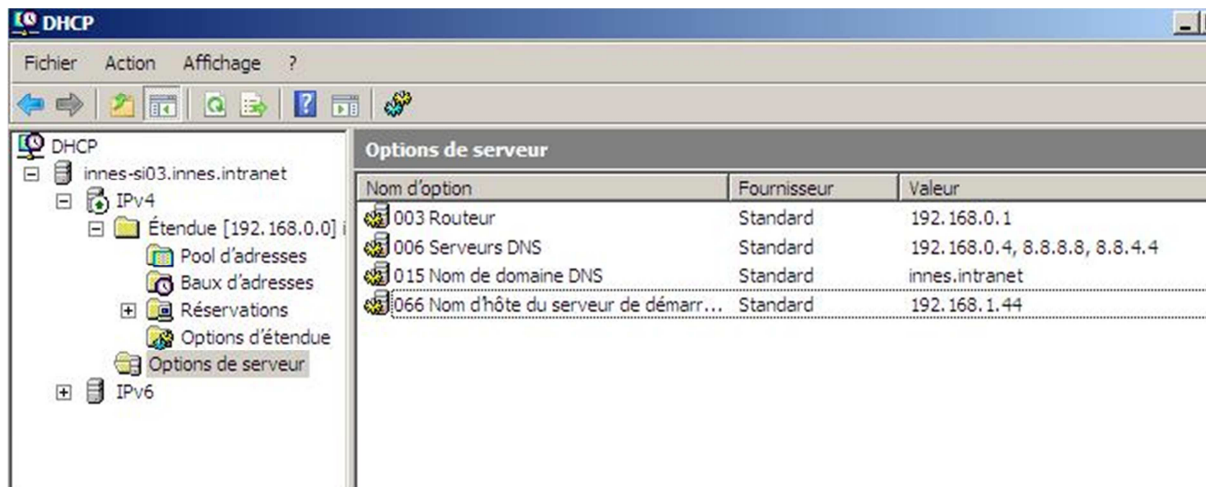 DHCP
Fichier Action Affichage ?
DHCP
innes-si03.innes.intranet
IPv4
Étendue [192.168.0.0] i
Pool d'adresses
Baux d'adresses
Réservations
Options d'étendue
Options de serveur
IPv6
Options de serveur
Nom d'option Fournisseur Valeur
003 Routeur Standard 192.168.0.1
006 Serveurs DNS Standard 192.168.0.4, 8.8.8.8, 8.8.4.4
015 Nom de domaine DNS Standard innes.intranet
066 Nom d'hôte du serveur de démarr... Standard 192.168.1.44